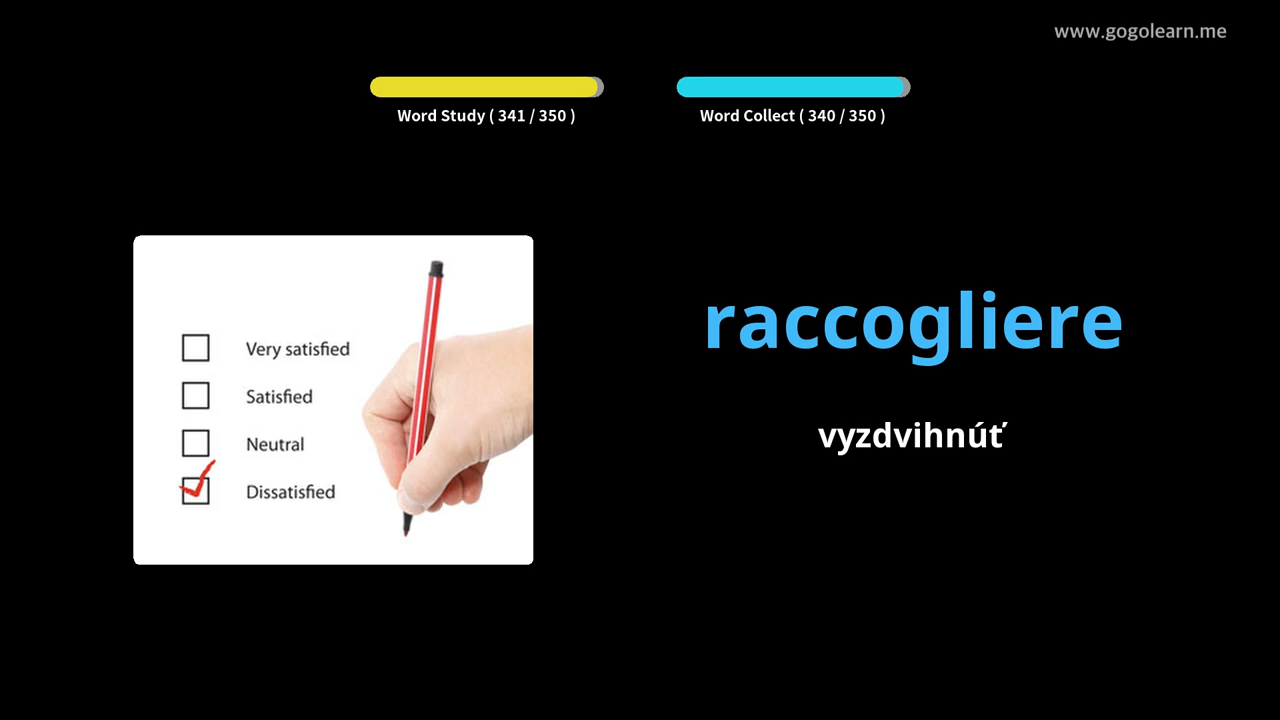 www.gogolearn.me
Word Study ( 341 / 350 )
Word Collect ( 340 / 350 )
Very satisfied
Satisfied
Neutral
Dissatisfied
raccogliere
vyzdvihnúť